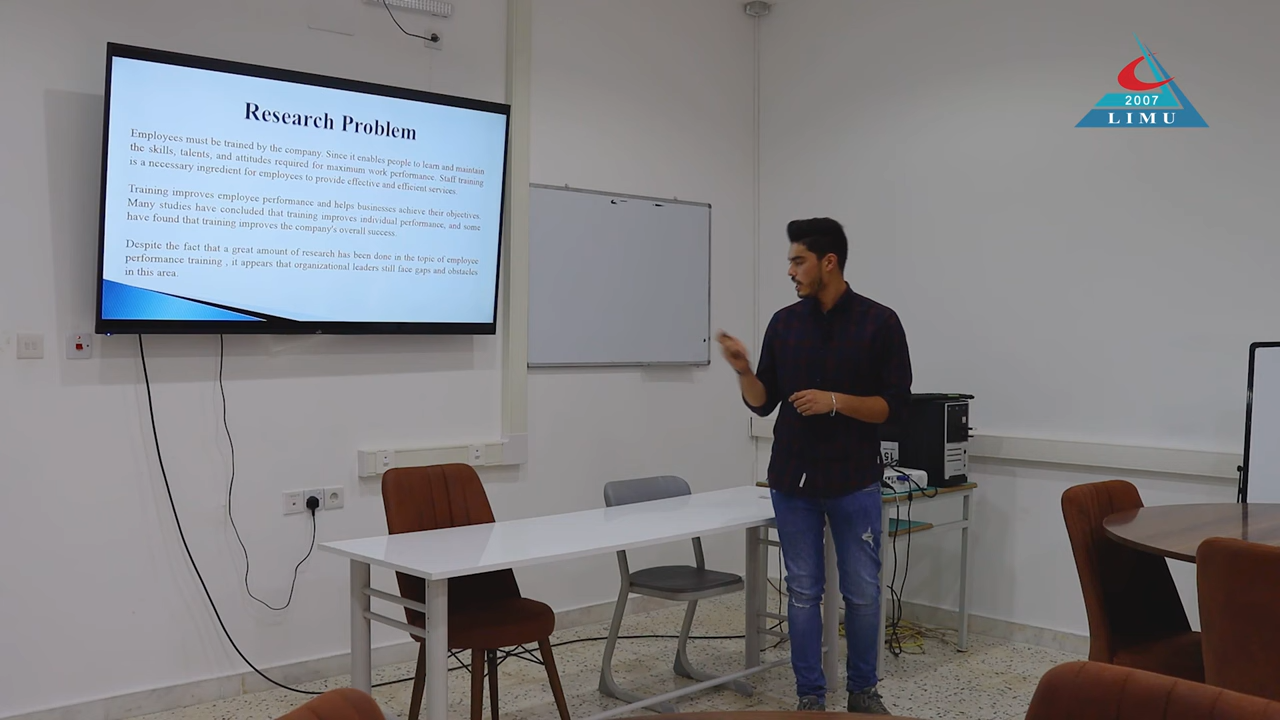 Research Problem
Employees must be trained by the company. Since it enables people to learn and maintain
the skills, talents, and attitudes required for maximum work performance. Staff training
is a necessary ingredient for employees to provide effective and efficient services.
Training improves employee performance and helps businesses achieve their objectives.
Many studies have concluded that training improves individual performance, and some
have found that training improves the company's overall success.
Despite the fact that a great amount of research has been done in the topic of employee
performance training , it appears that organizational leaders still face gaps and obstacles
in this area.
2007
LIMU
15